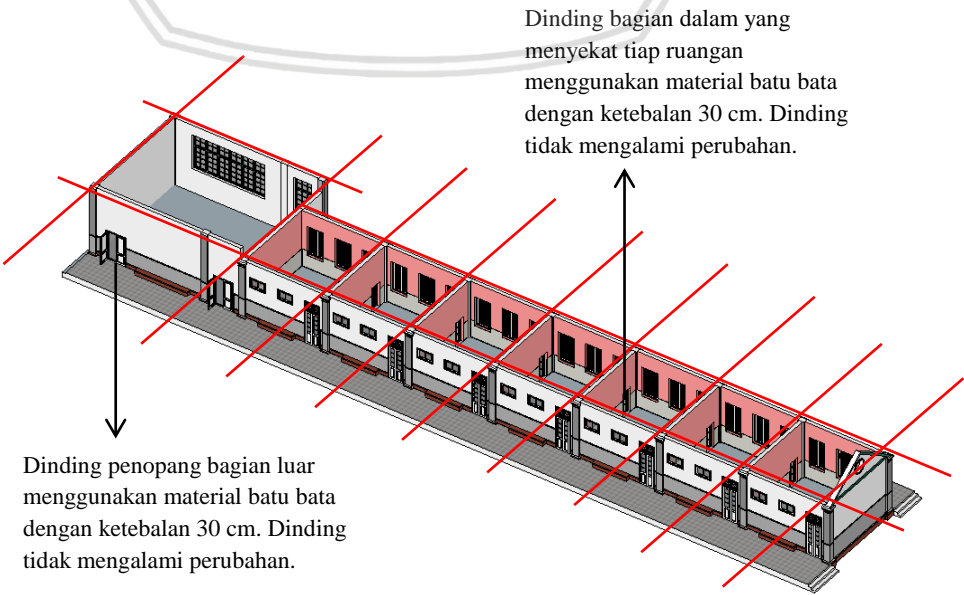 Dinding bagian dalam yang
menyekat tiap ruangan
menggunakan material batu bata
dengan ketebalan 30 cm. Dinding
tidak mengalami perubahan.
Dinding penopang bagian luar
menggunakan material batu bata
dengan ketebalan 30 cm. Dinding
tidak mengalami perubahan.